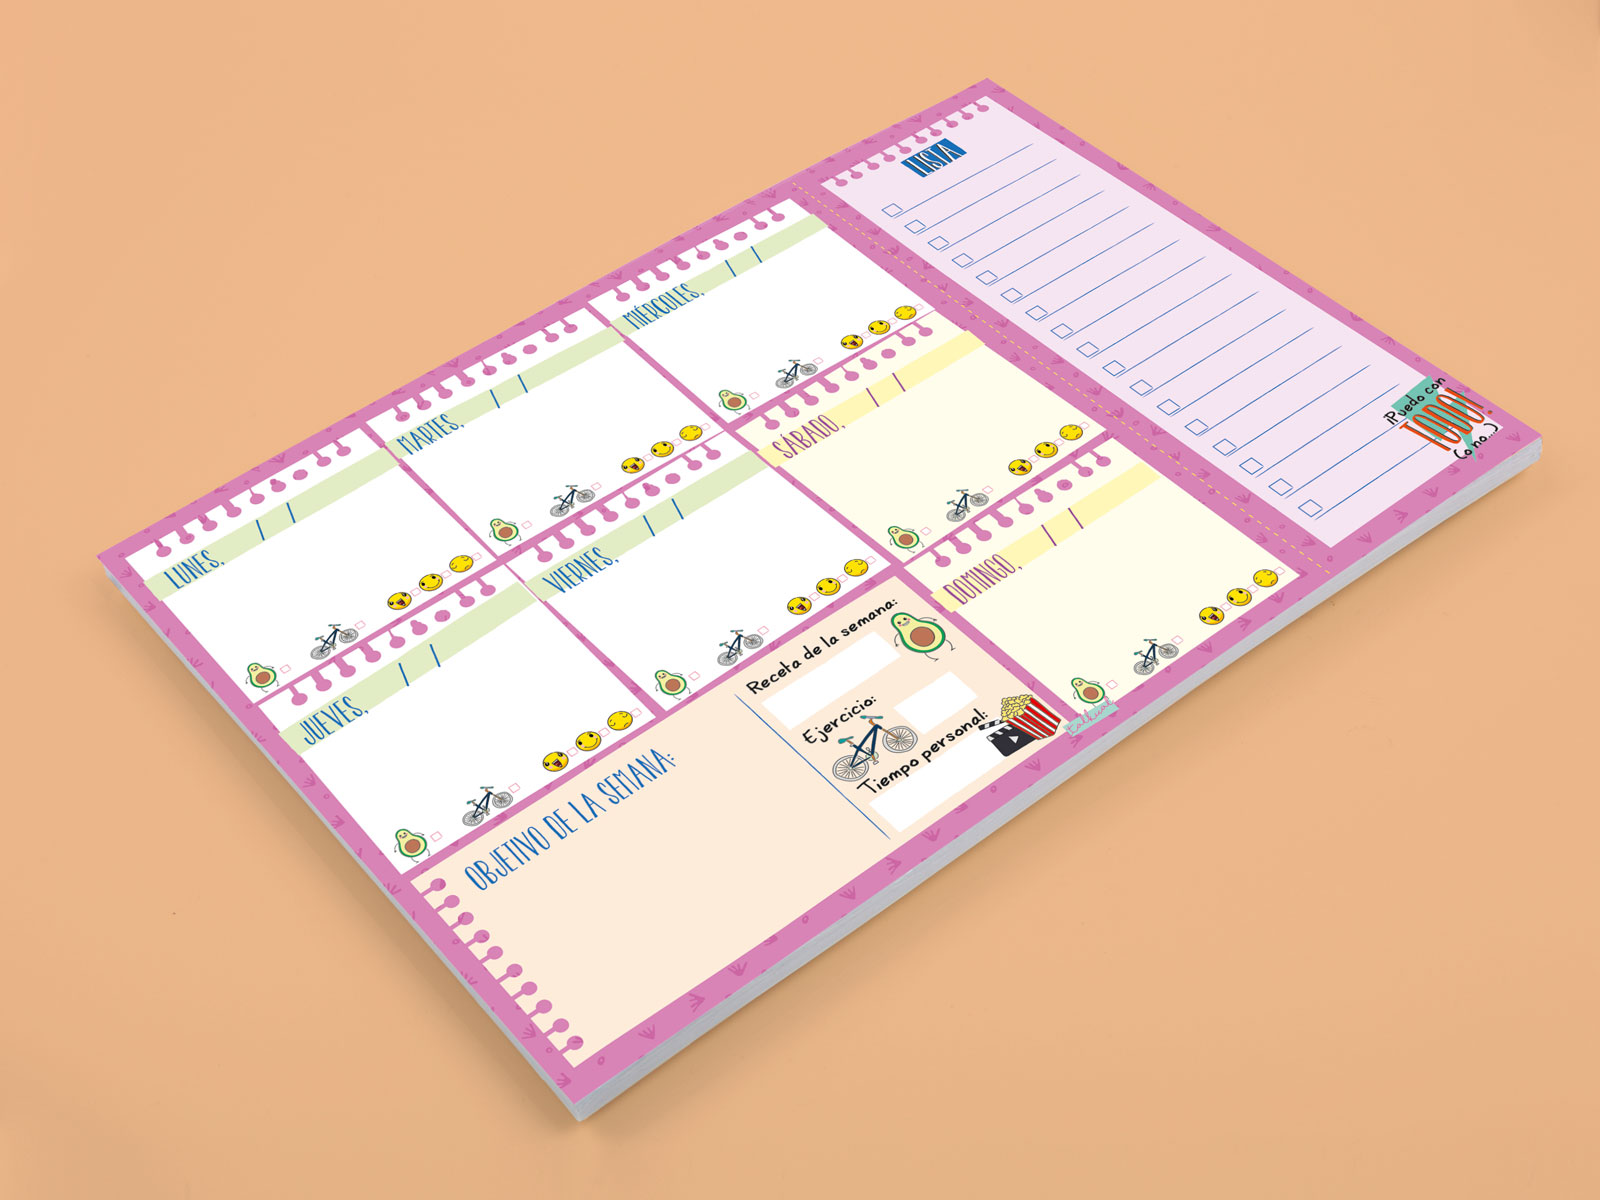 LUNES, / /
MARTES, / /
MIÉRCOLES, / /
JUEVES, / /
VIERNES, / /
SÁBADO, / /
DOMINGO, / /
OBJETIVO DE LA SEMANA:
Receta de la semana:
Ejercicio:
Tiempo personal:
LISTA
¡Puedo con
TODO!
(o no...)